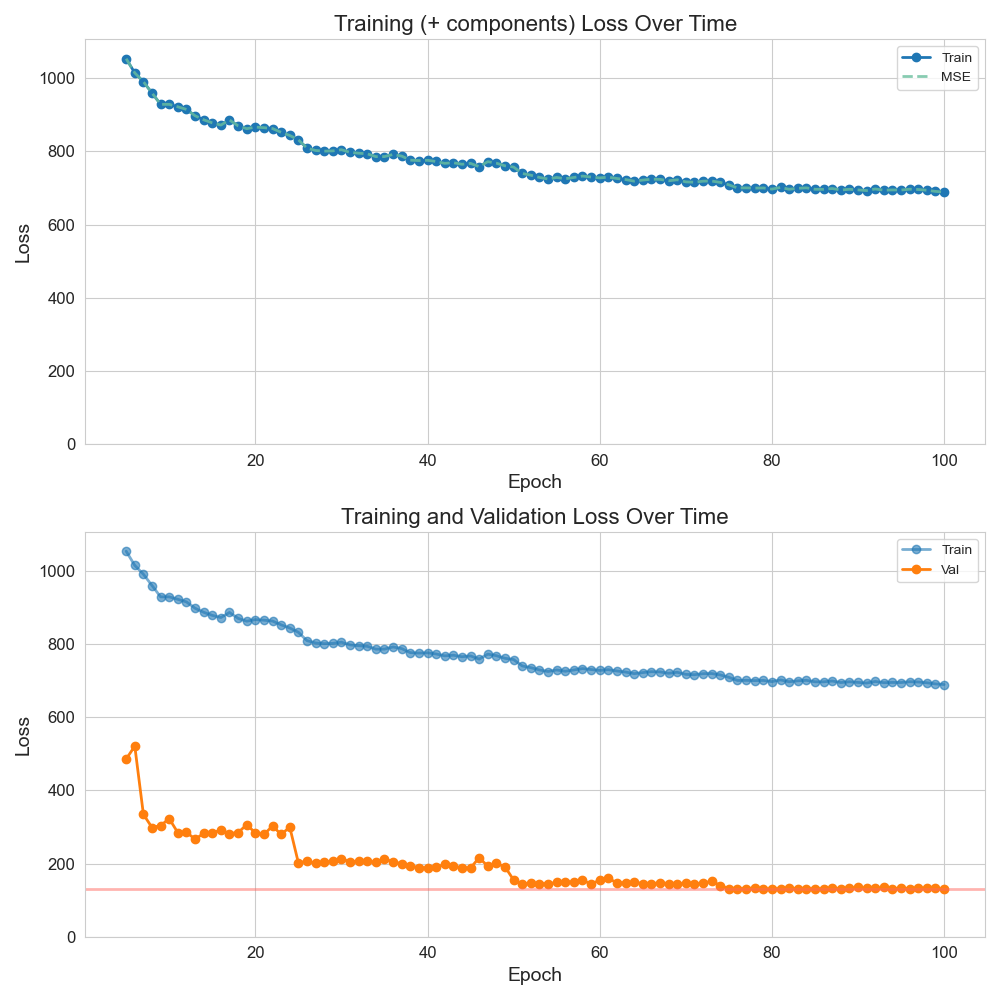 Training (+ components) Loss Over Time
Train
MSE
1000
800
600
400
200
0
Loss
20 40 60 80 100
Epoch
Training and Validation Loss Over Time
Train
Val
1000
800
600
400
200
0
Loss
20 40 60 80 100
Epoch